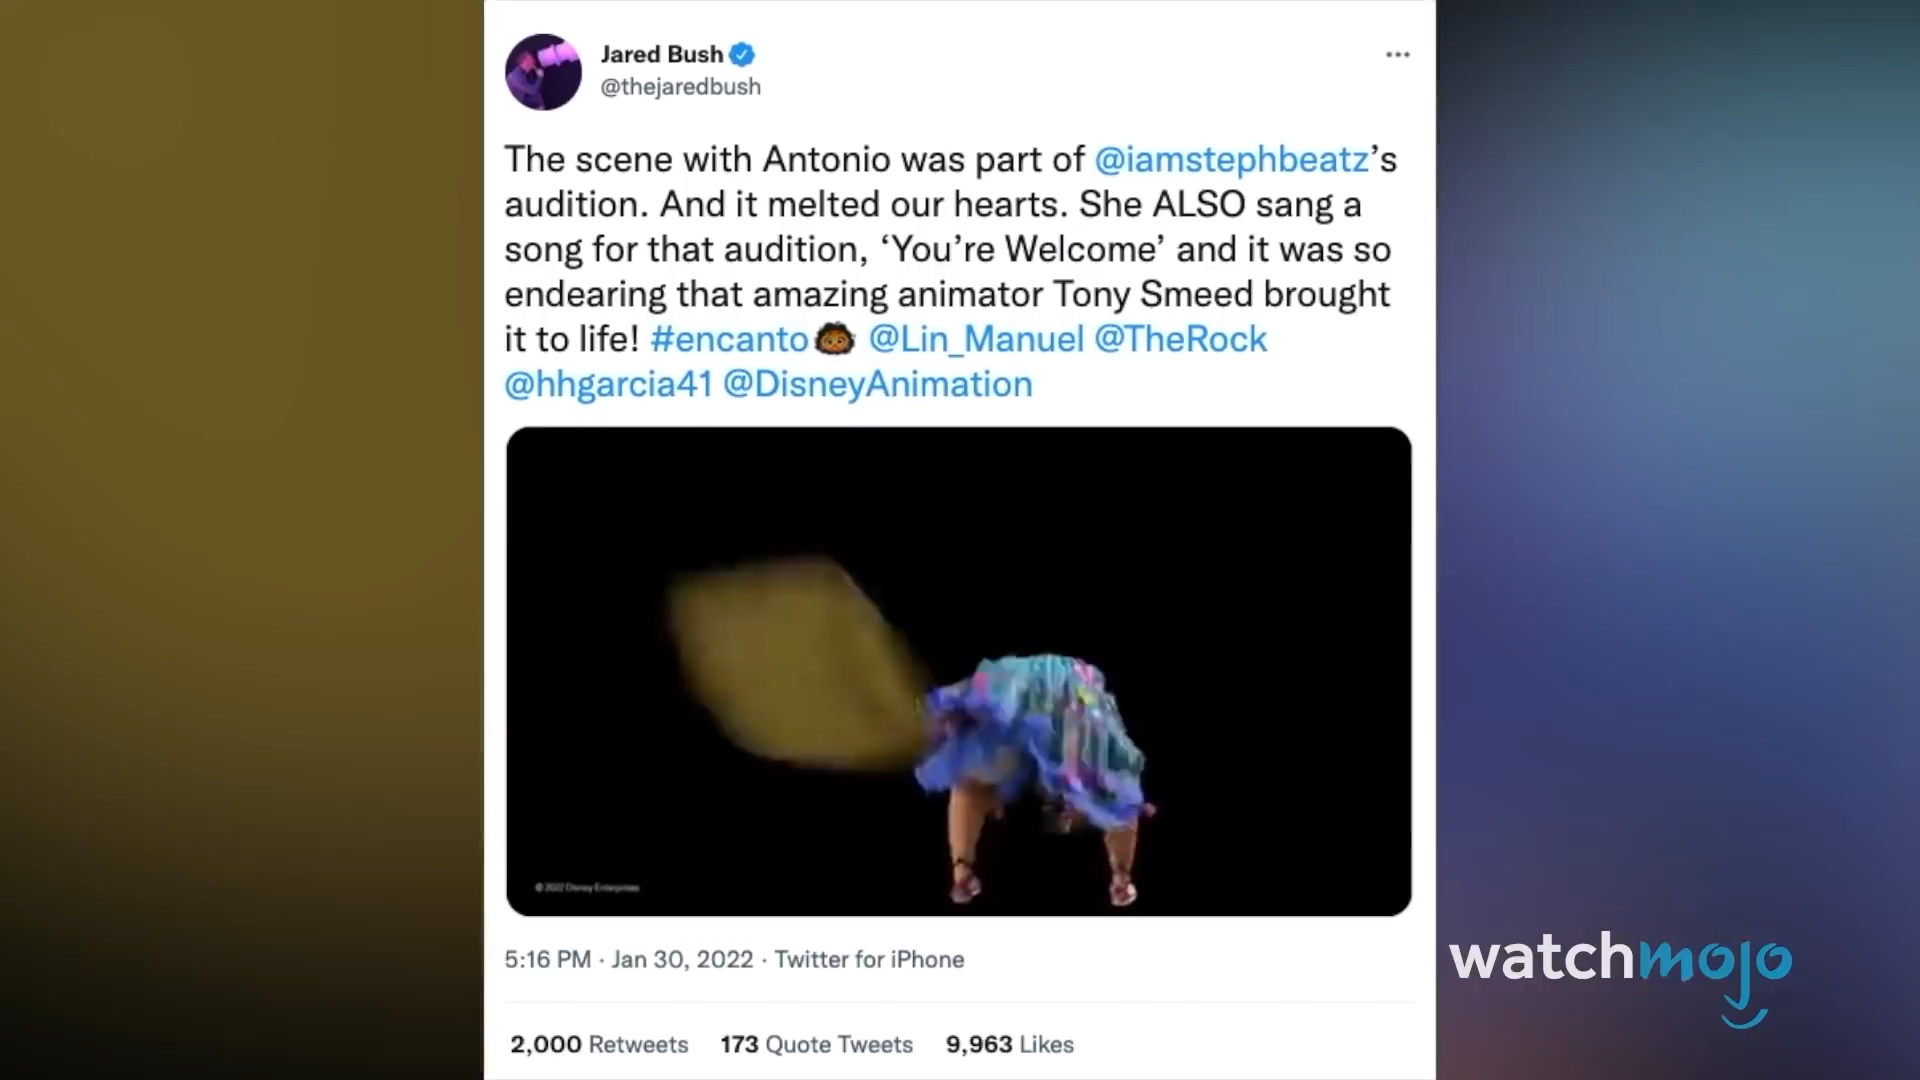 Jared Bush
@thejaredbush
The scene with Antonio was part of @iamstephbeatz’s
audition. And it melted our hearts. She ALSO sang a
song for that audition, ‘You’re Welcome’ and it was so
endearing that amazing animator Tony Smeed brought
it to life! #encanto @Lin_Manuel @TheRock
@hhgarcia41 @DisneyAnimation
© 2022 Disney Enterprises
5:16 PM · Jan 30, 2022 · Twitter for iPhone
2,000 Retweets 173 Quote Tweets 9,963 Likes
watchmojo